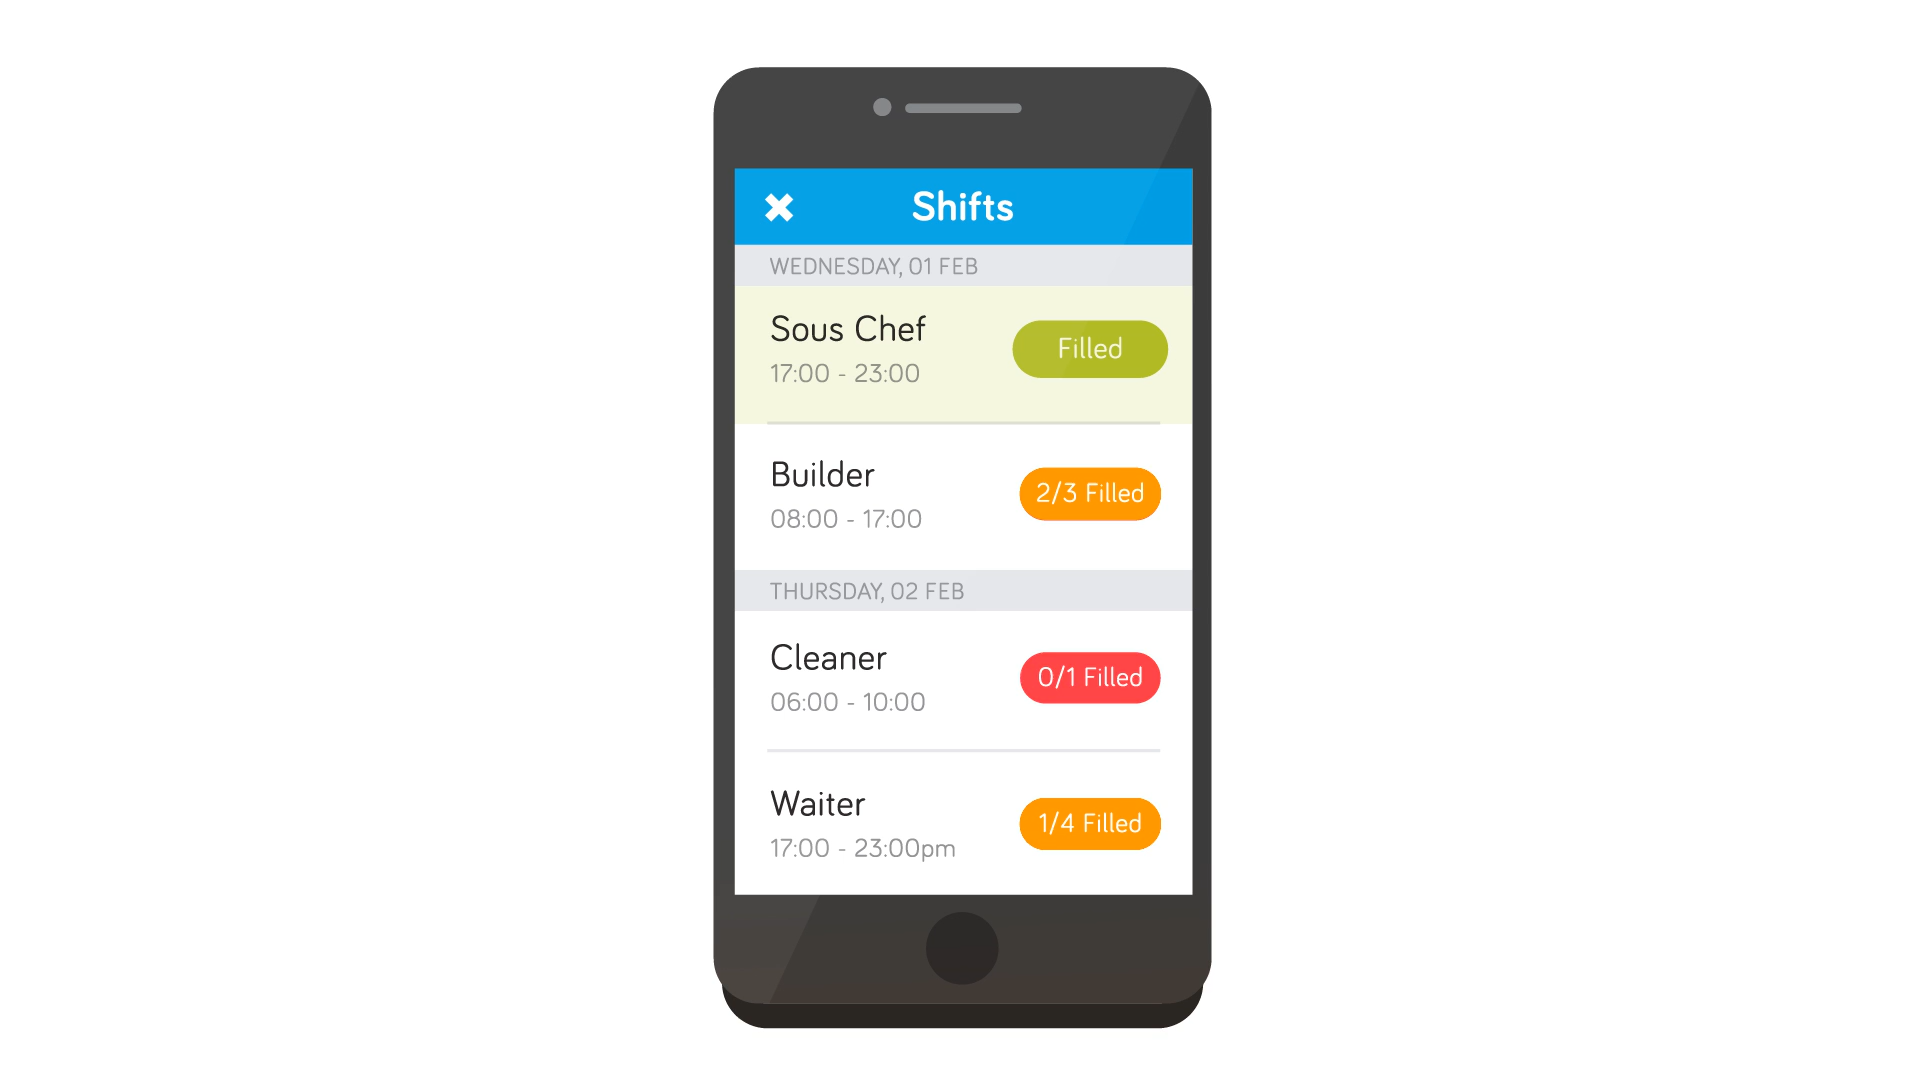 Shifts
WEDNESDAY, 01 FEB
Sous Chef
Filled
17:00 - 23:00
Builder
2/3 Filled
08:00 - 17:00
THURSDAY, 02 FEB
Cleaner
0/1 Filled
06:00 - 10:00
Waiter
1/4 Filled
17:00 - 23:00pm